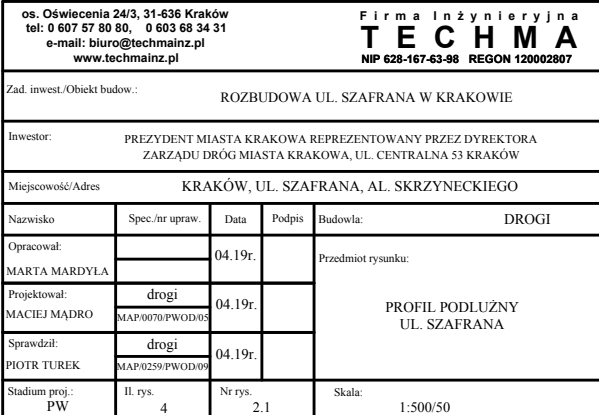 os. Oświecenia 24/3, 31-636 Kraków
tel: 0 607 57 80 80, 0 603 68 34 31
e-mail: biuro@techmainz.pl
www.techmainz.pl
Firma Inżynieryjna
TECHMA
NIP 628-167-63-98 REGON 120002807
Zad. inwest./Obiekt budow.:
ROZBUDOWA UL. SZAFRANA W KRAKOWIE
Inwestor:
PREZYDENT MIASTA KRAKOWA REPREZENTOWANY PRZEZ DYREKTORA
ZARZĄDU DRÓG MIASTA KRAKOWA, UL. CENTRALNA 53 KRAKÓW
Miejscowość/Adres
KRAKÓW, UL. SZAFRANA, AL. SKRZYNECKIEGO
Nazwisko Spec./nr upraw. Data Podpis Budowla: DROGI
Opracował:
MARTA MARDYŁA
04.19r.
Przedmiot rysunku:
PROFIL PODLUŻNY
UL. SZAFRANA
Projektował:
MACIEJ MĄDRO
drogi
MAP/0070/PWOD/05
04.19r.
Sprawdził:
PIOTR TUREK
drogi
MAP/0259/PWOD/09
04.19r.
Stadium proj.:
PW
Il. rys.
4
Nr rys.
2.1
Skala:
1:500/50